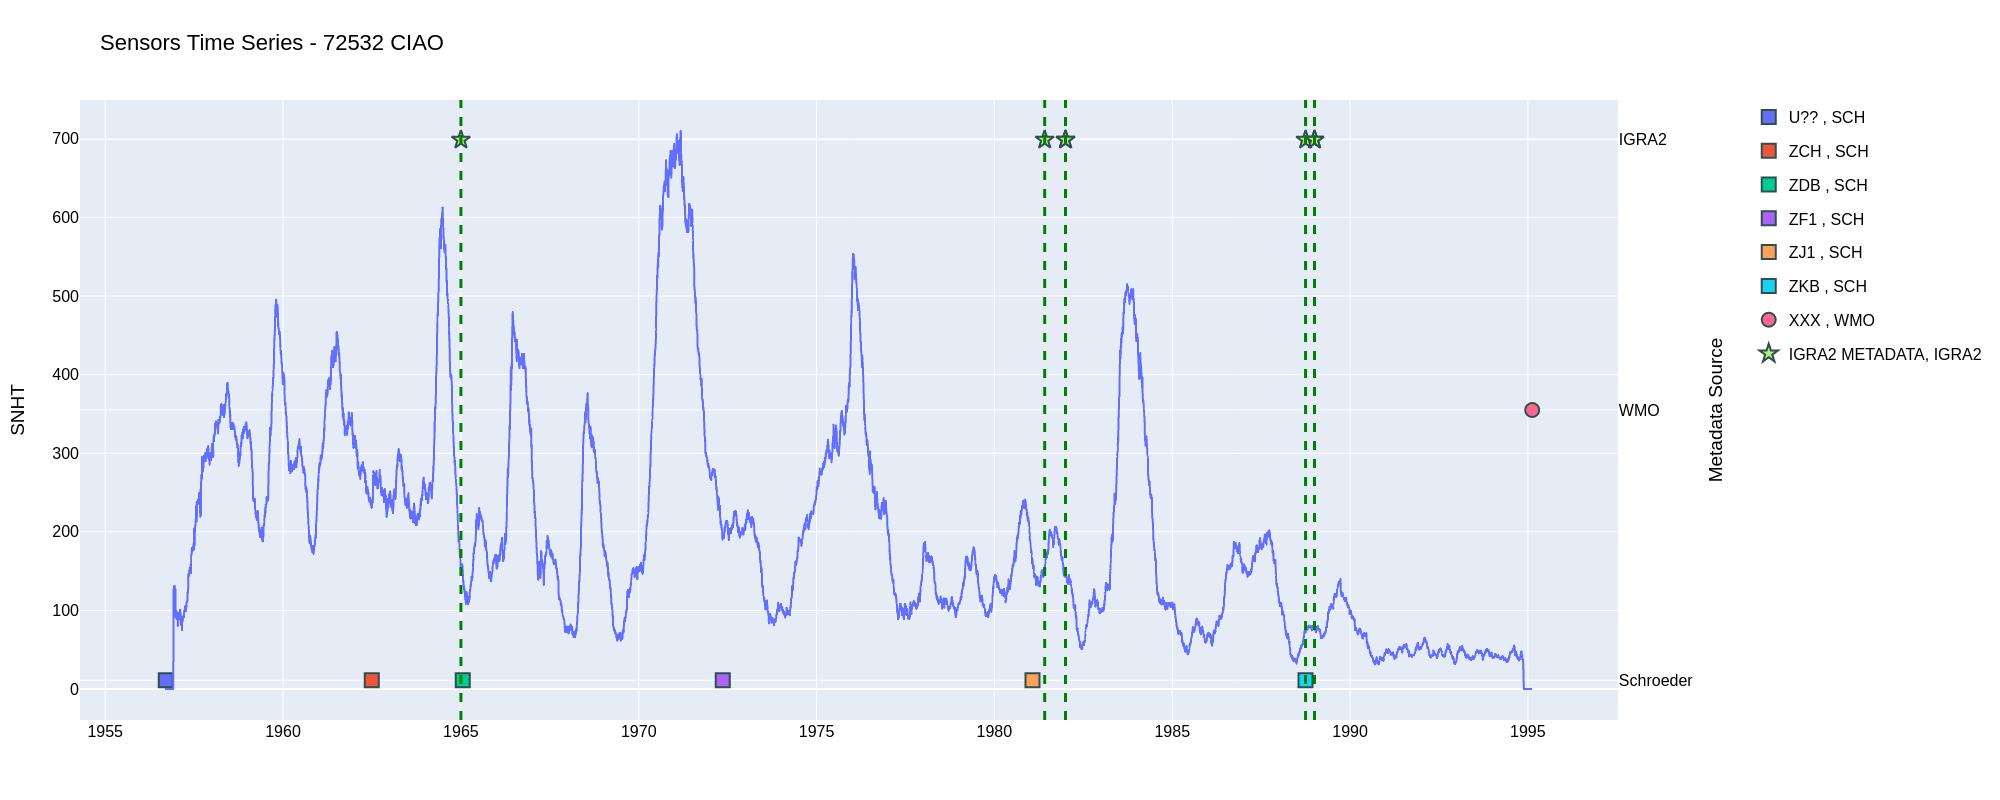 Sensors Time Series - 72532 CIAO
SNHT
700
600
500
400
300
200
100
0
1955
1960
1965
1970
1975
1980
1985
1990
1995
IGRA2
WMO
Schroeder
Metadata Source
U?? , SCH
ZCH , SCH
ZDB , SCH
ZF1 , SCH
ZJ1 , SCH
ZKB , SCH
XXX , WMO
IGRA2 METADATA, IGRA2